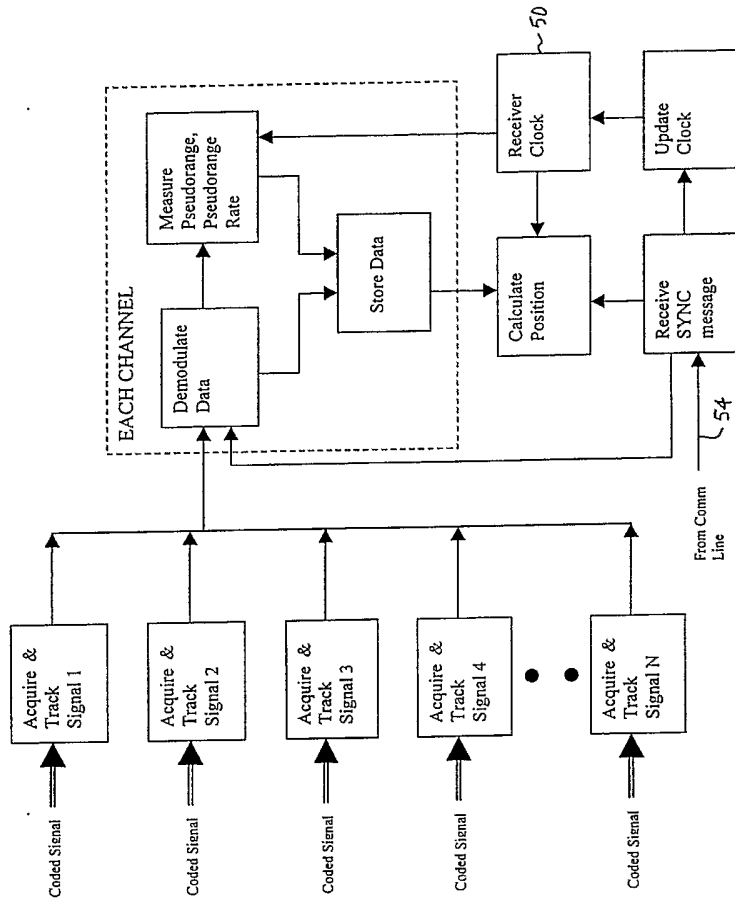 Coded Signal
Acquire &
Track
Signal 1
Coded Signal
Acquire &
Track
Signal 2
Coded Signal
Acquire &
Track
Signal 3
Coded Signal
Acquire &
Track
Signal 4
Coded Signal
Acquire &
Track
Signal N
EACH CHANNEL
Demodulate
Data
Measure
Pseudorange,
Pseudorange
Rate
Store Data
Calculate
Position
Receiver
Clock
50
From Comm
Line
54
Receive
SYNC
message
Update
Clock